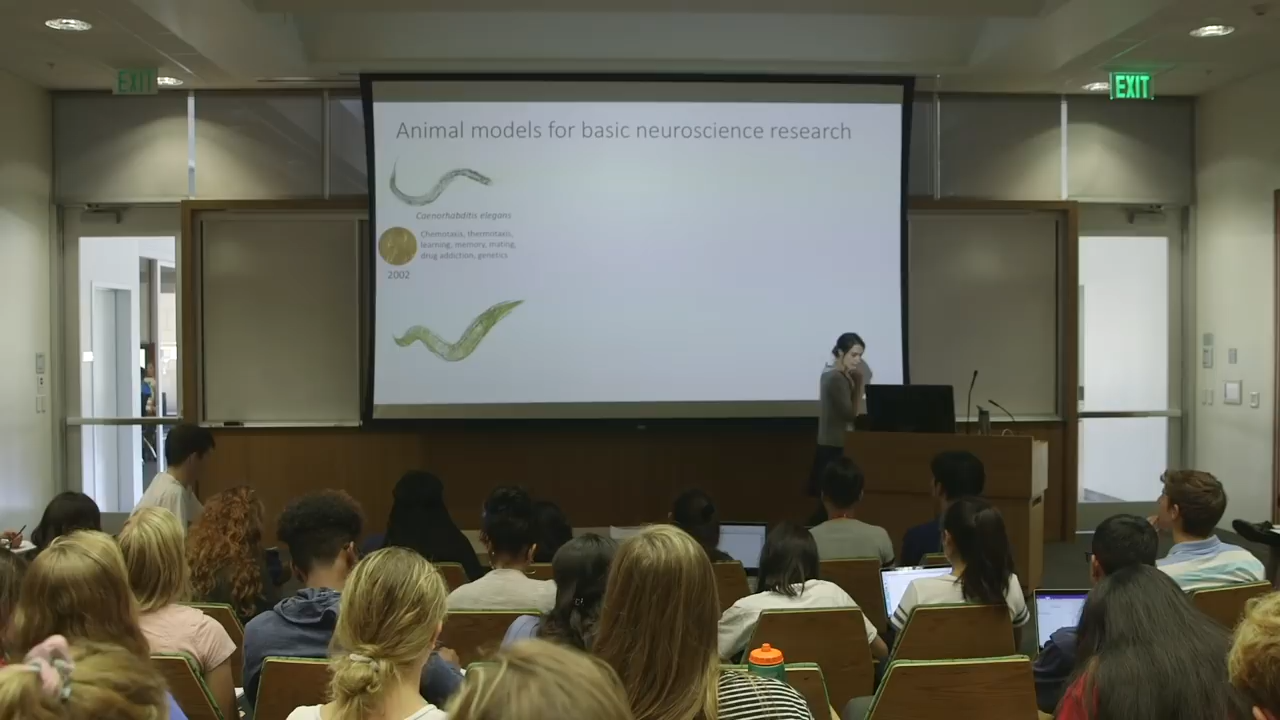 EXIT
EXIT
Animal models for basic neuroscience research
Caenorhabditis elegans
Chemotaxis, thermotaxis,
learning, memory, mating,
drug addiction, genetics
2002